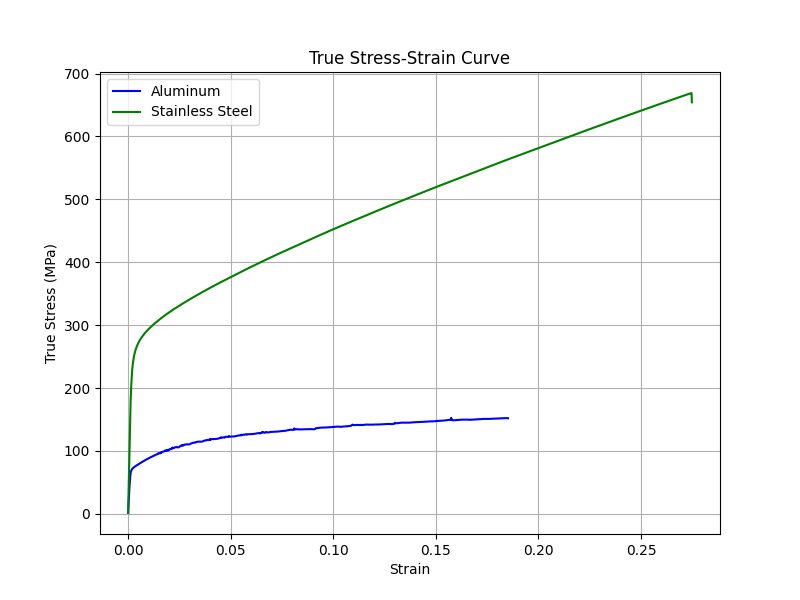 True Stress-Strain Curve
Aluminum
Stainless Steel
True Stress (MPa)
700
600
500
400
300
200
100
0
0.00 0.05 0.10 0.15 0.20 0.25
Strain